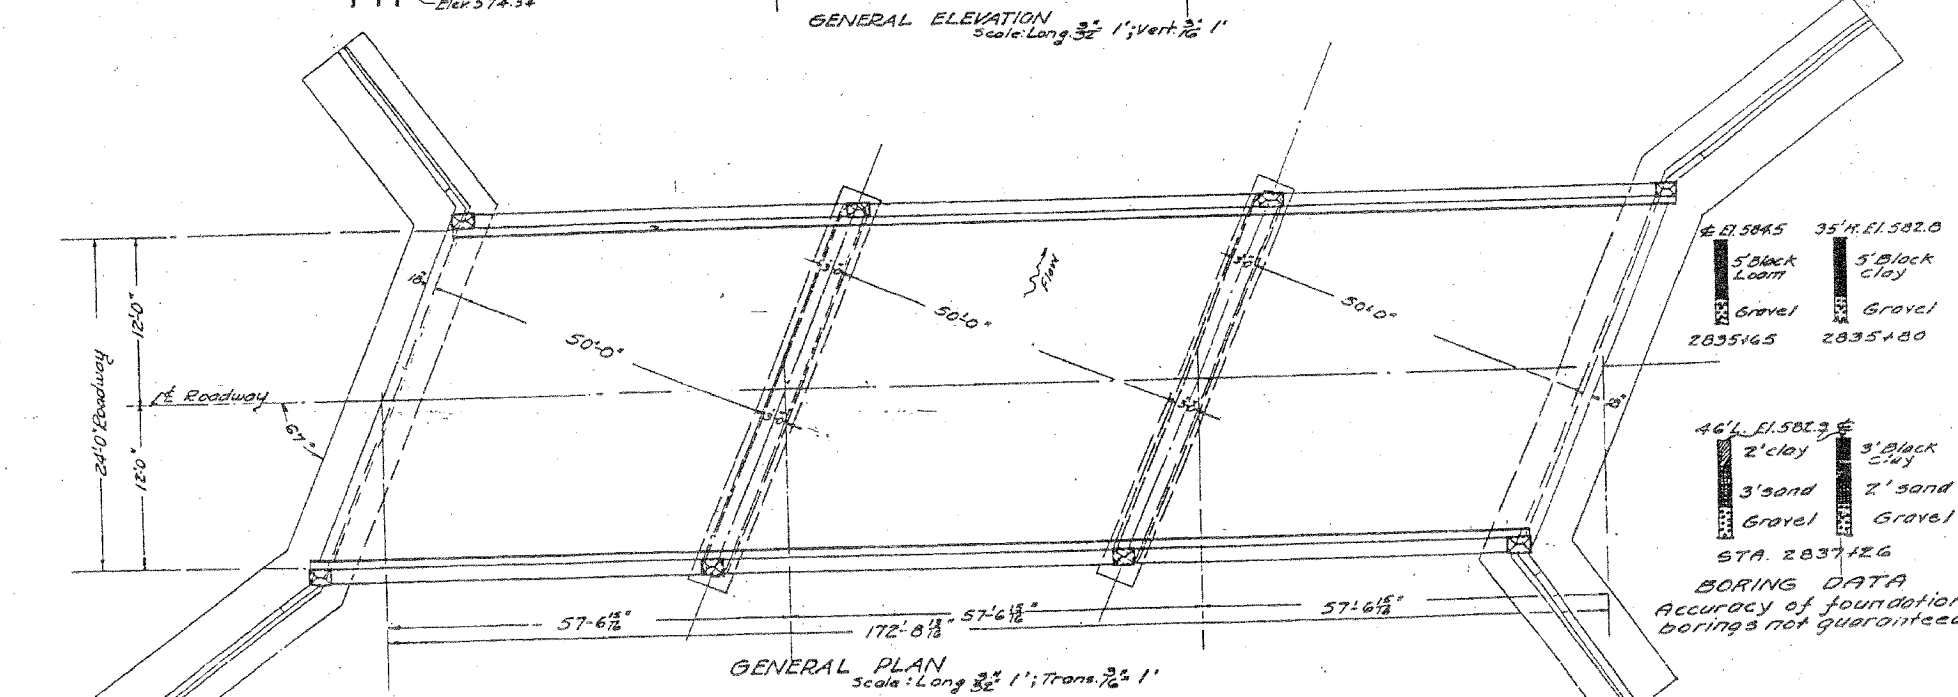 Elev. 574.34
GENERAL ELEVATION
Scale: Long. 3/32" = 1'; Vert. 3/16" = 1'
18"
3'-0"
3'-0"
Flow
50'-0"
50'-0"
50'-0"
3'-0"
3'-0"
18"
24'-0" Roadway
12'-0"
12'-0"
℄ Roadway
67°
57'-6 15/16"
57'-6 15/16"
57'-6 15/16"
172'-8 13/16"
GENERAL PLAN
Scale: Long 3/32" = 1'; Trans. 3/16" = 1'
℄ El. 584.5
5' Black
Loam
Gravel
2835+65
35' R. El. 582.8
5' Black
Clay
Gravel
2835+80
46' L. El. 582.9 ℄
2' clay
3' sand
Gravel
3' Black
Clay
2' sand
Gravel
STA. 2837+26
BORING DATA
Accuracy of foundation
borings not guaranteed